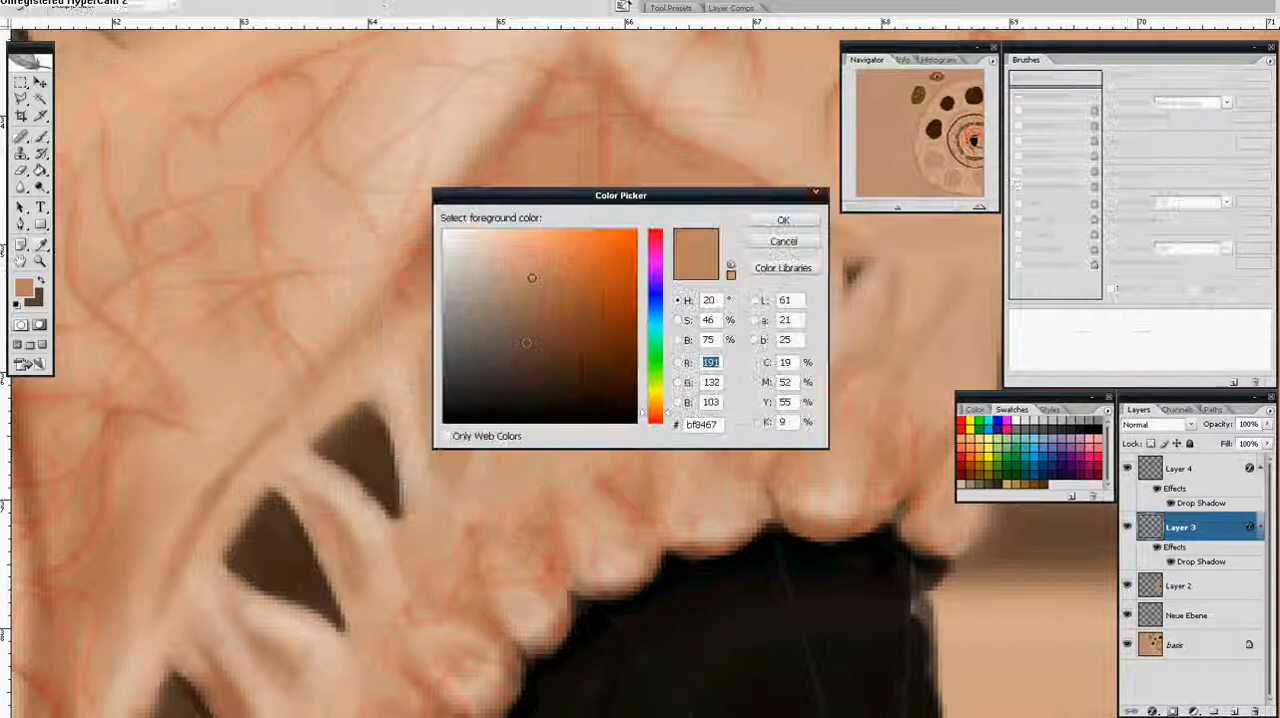 Unregistered HyperCam 2
Tool Presets
Layer Comps
62
63
64
65
66
67
68
69
70
71
Navigator
Info
Histogram
Brushes
Color Picker
Select foreground color:
OK
Cancel
Color Libraries
H: 20 °
L: 61
S: 46 %
a: 21
B: 75 %
b: 25
R: 191
C: 19 %
G: 132
M: 52 %
B: 103
Y: 55 %
# bf8467
K: 9 %
Only Web Colors
Color
Swatches
Styles
Layers
Channels
Paths
Normal
Opacity: 100%
Lock:
Fill: 100%
Layer 4
Effects
Drop Shadow
Layer 3
Effects
Drop Shadow
Layer 2
Neue Ebene
basis